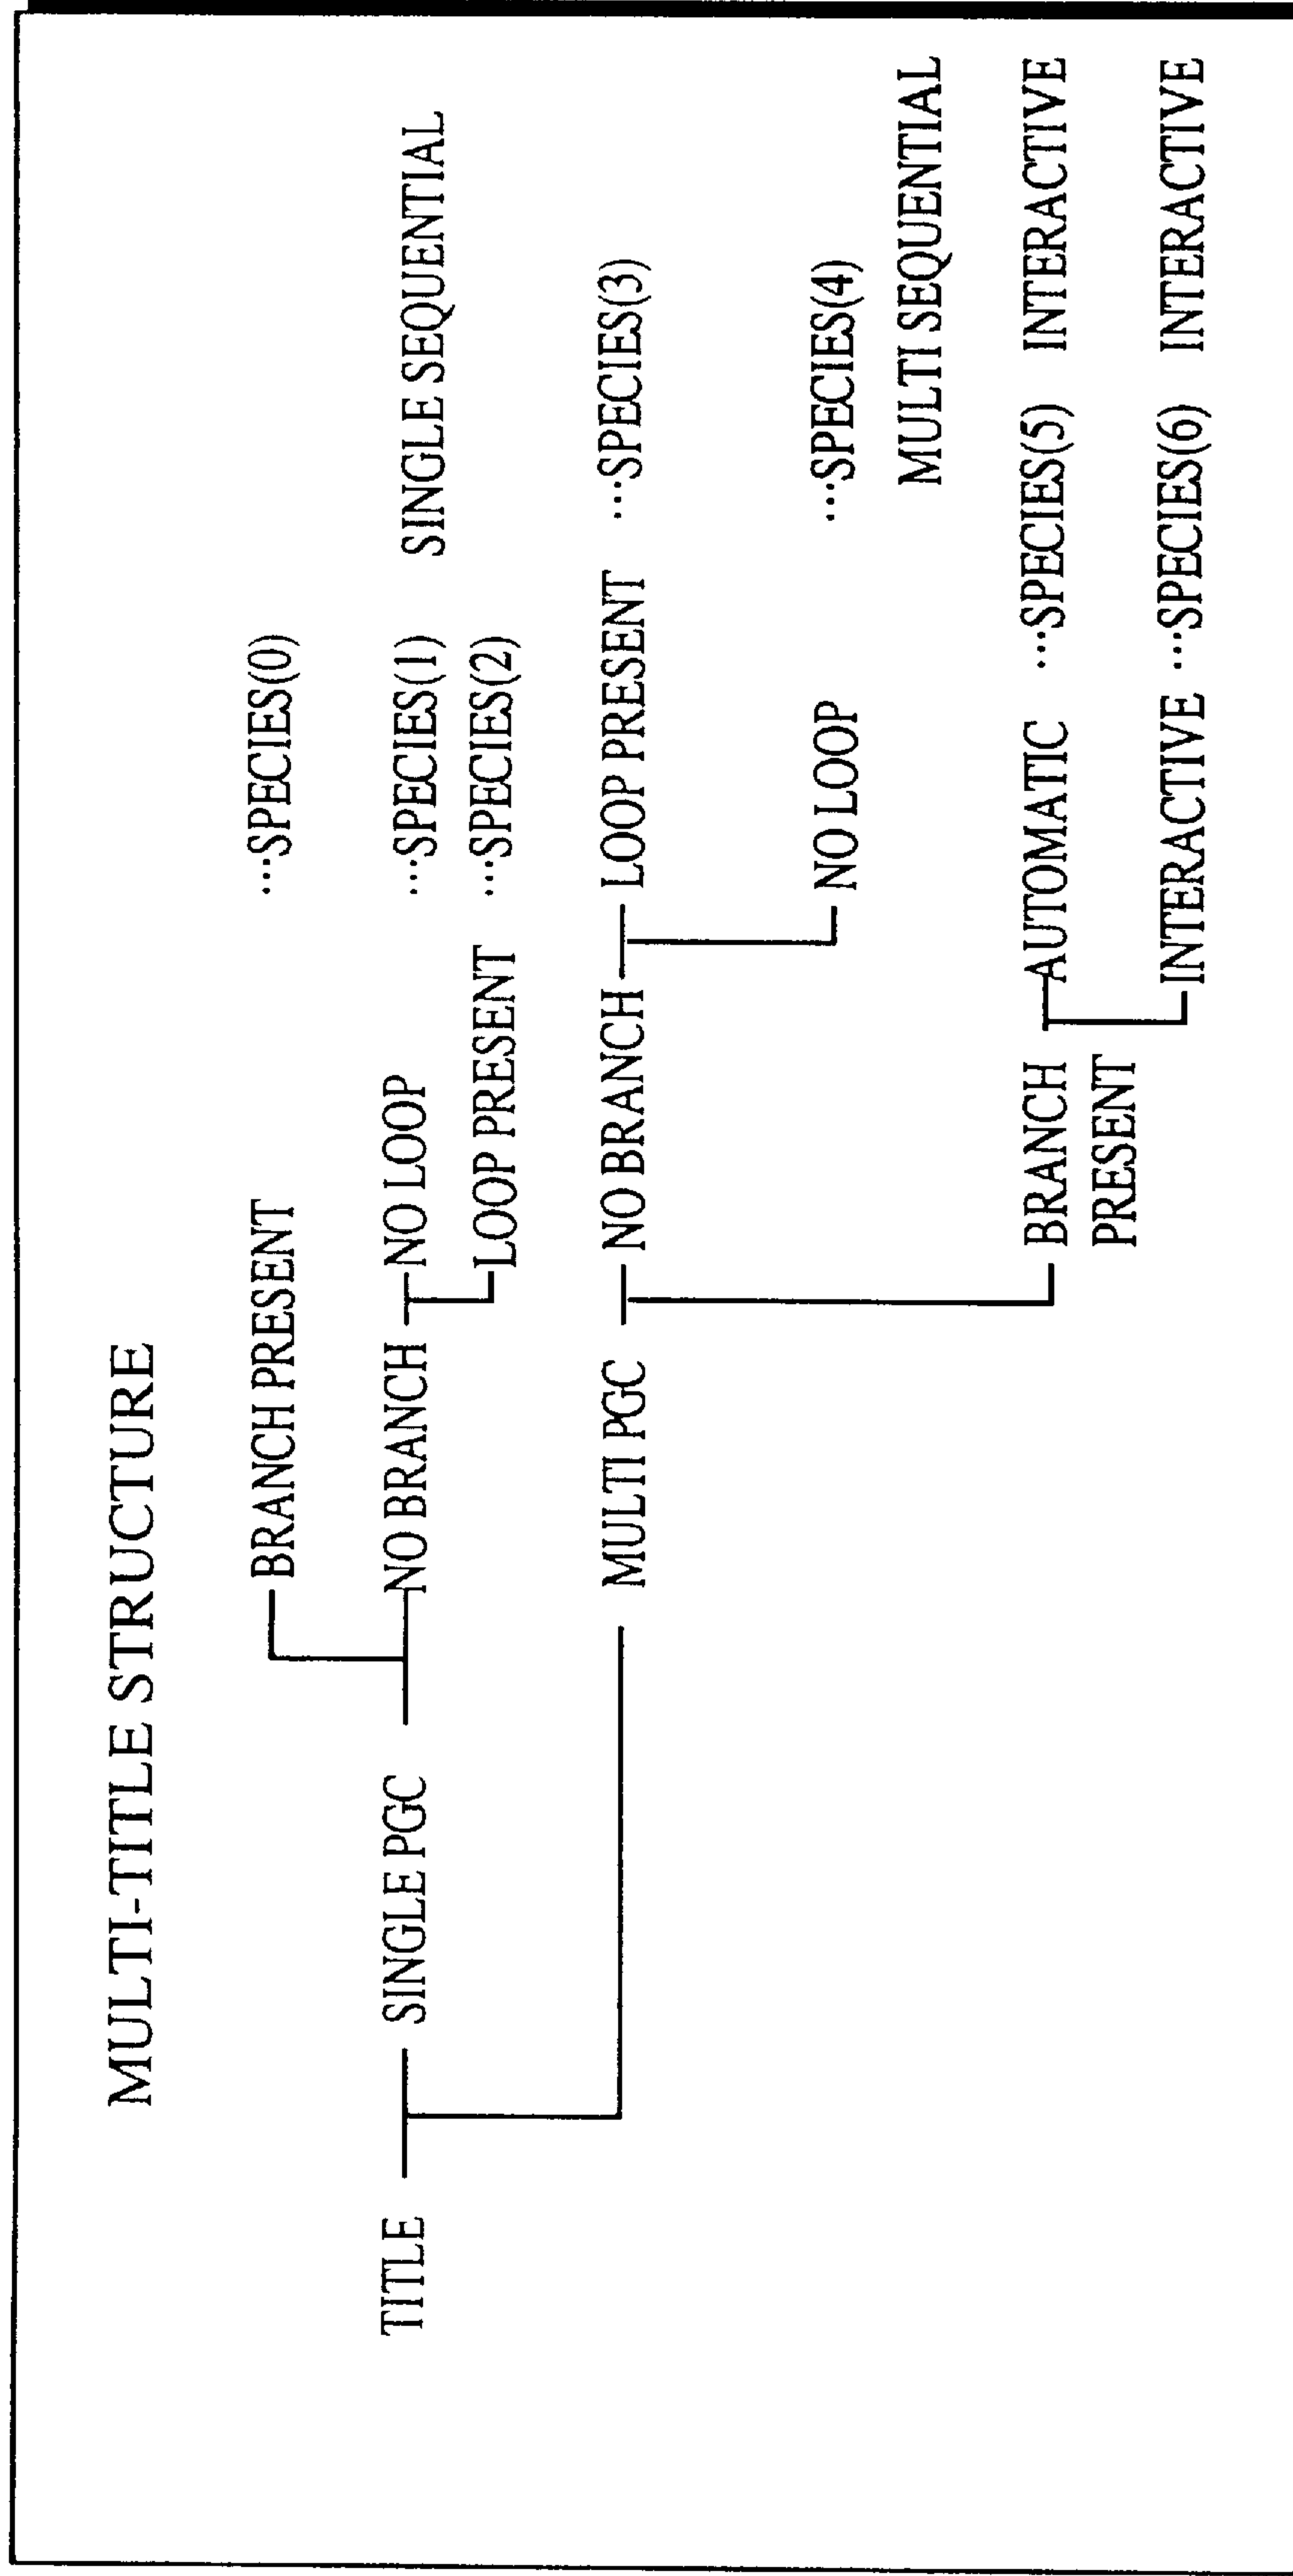 MULTI-TITLE STRUCTURE
BRANCH PRESENT ...SPECIES(0)
TITLE SINGLE PGC NO BRANCH NO LOOP ...SPECIES(1) SINGLE SEQUENTIAL
LOOP PRESENT ...SPECIES(2)
MULTI PGC NO BRANCH LOOP PRESENT ...SPECIES(3)
NO LOOP ...SPECIES(4)
MULTI SEQUENTIAL
BRANCH AUTOMATIC ...SPECIES(5) INTERACTIVE
PRESENT
INTERACTIVE ...SPECIES(6) INTERACTIVE